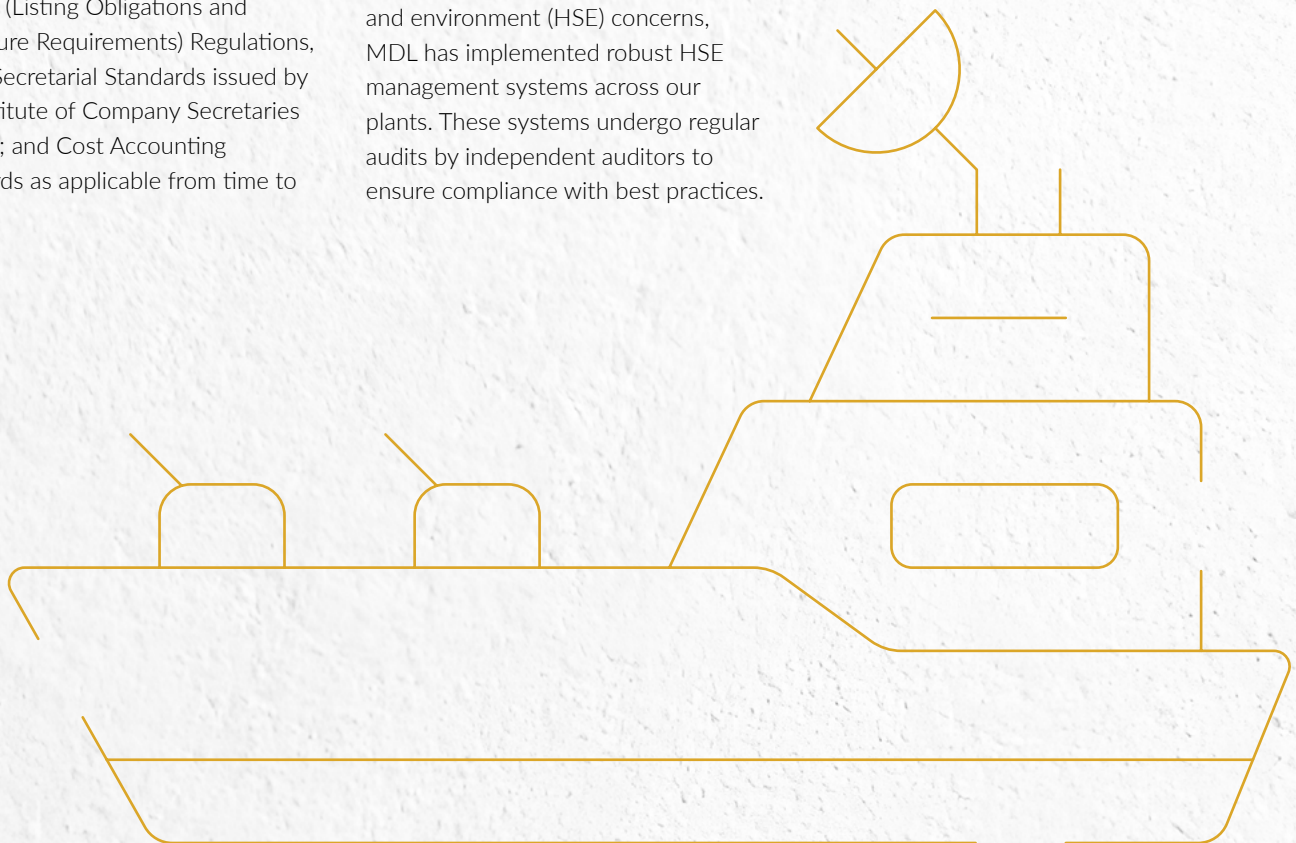 (Listing Obligations and
ure Requirements) Regulations,
Secretarial Standards issued by
titute of Company Secretaries
; and Cost Accounting
rds as applicable from time to
and environment (HSE) concerns,
MDL has implemented robust HSE
management systems across our
plants. These systems undergo regular
audits by independent auditors to
ensure compliance with best practices.